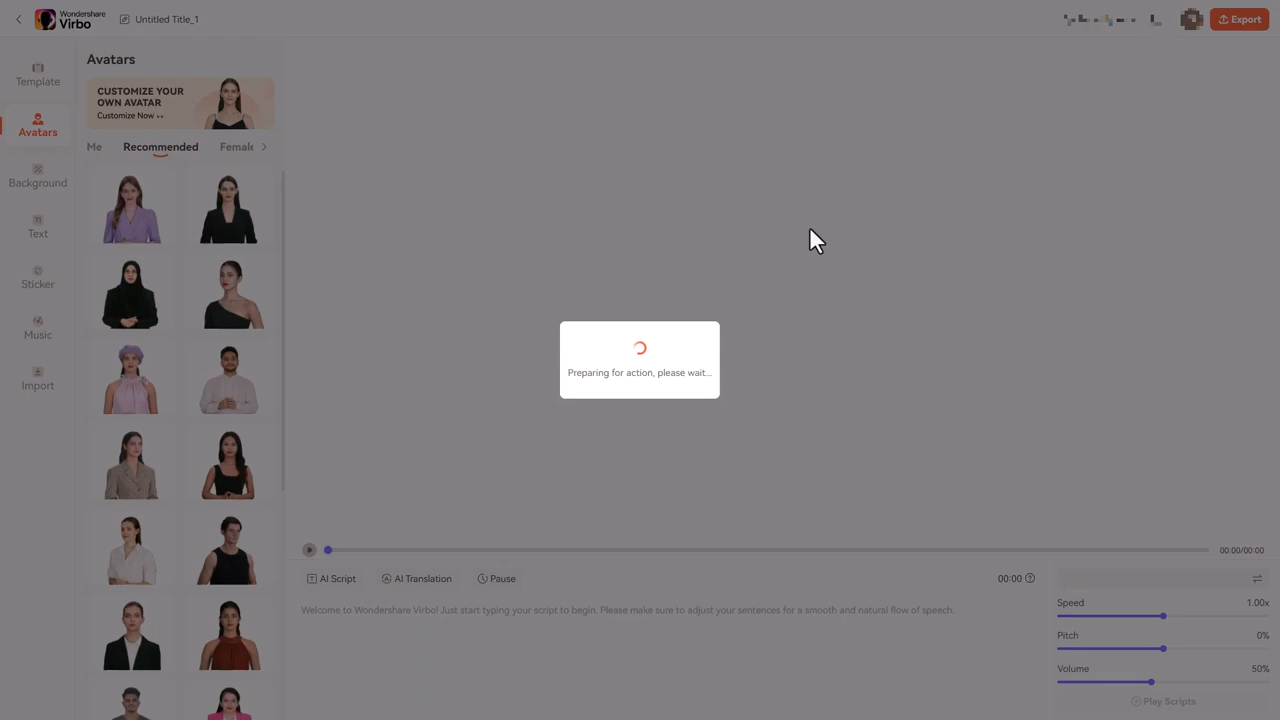 Wondershare
Virbo
Untitled Title_1
Export
Template
Avatars
Background
Text
Sticker
Music
Import
Avatars
CUSTOMIZE YOUR
OWN AVATAR
Customize Now ▸▸
Me Recommended Female
Preparing for action, please wait...
00:00/00:00
AI Script AI Translation Pause 00:00
Welcome to Wondershare Virbo! Just start typing your script to begin. Please make sure to adjust your sentences for a smooth and natural flow of speech.
Speed 1.00x
Pitch 0%
Volume 50%
Play Scripts